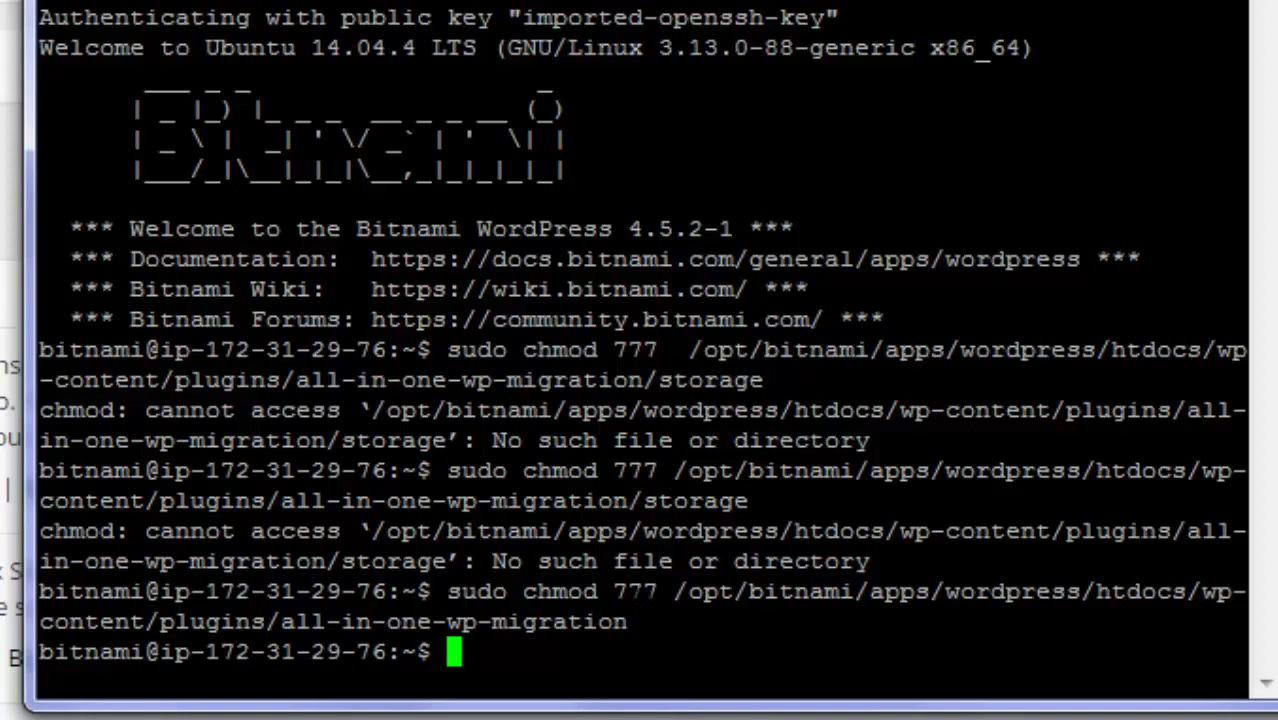 Authenticating with public key "imported-openssh-key"
Welcome to Ubuntu 14.04.4 LTS (GNU/Linux 3.13.0-88-generic x86_64)
Bitnami
*** Welcome to the Bitnami WordPress 4.5.2-1 ***
*** Documentation:  https://docs.bitnami.com/general/apps/wordpress ***
*** Bitnami Wiki:   https://wiki.bitnami.com/ ***
*** Bitnami Forums: https://community.bitnami.com/ ***
bitnami@ip-172-31-29-76:~$ sudo chmod 777  /opt/bitnami/apps/wordpress/htdocs/wp
-content/plugins/all-in-one-wp-migration/storage
chmod: cannot access ‘/opt/bitnami/apps/wordpress/htdocs/wp-content/plugins/all-
in-one-wp-migration/storage’: No such file or directory
bitnami@ip-172-31-29-76:~$ sudo chmod 777 /opt/bitnami/apps/wordpress/htdocs/wp-
content/plugins/all-in-one-wp-migration/storage
chmod: cannot access ‘/opt/bitnami/apps/wordpress/htdocs/wp-content/plugins/all-
in-one-wp-migration/storage’: No such file or directory
bitnami@ip-172-31-29-76:~$ sudo chmod 777 /opt/bitnami/apps/wordpress/htdocs/wp-
content/plugins/all-in-one-wp-migration
bitnami@ip-172-31-29-76:~$